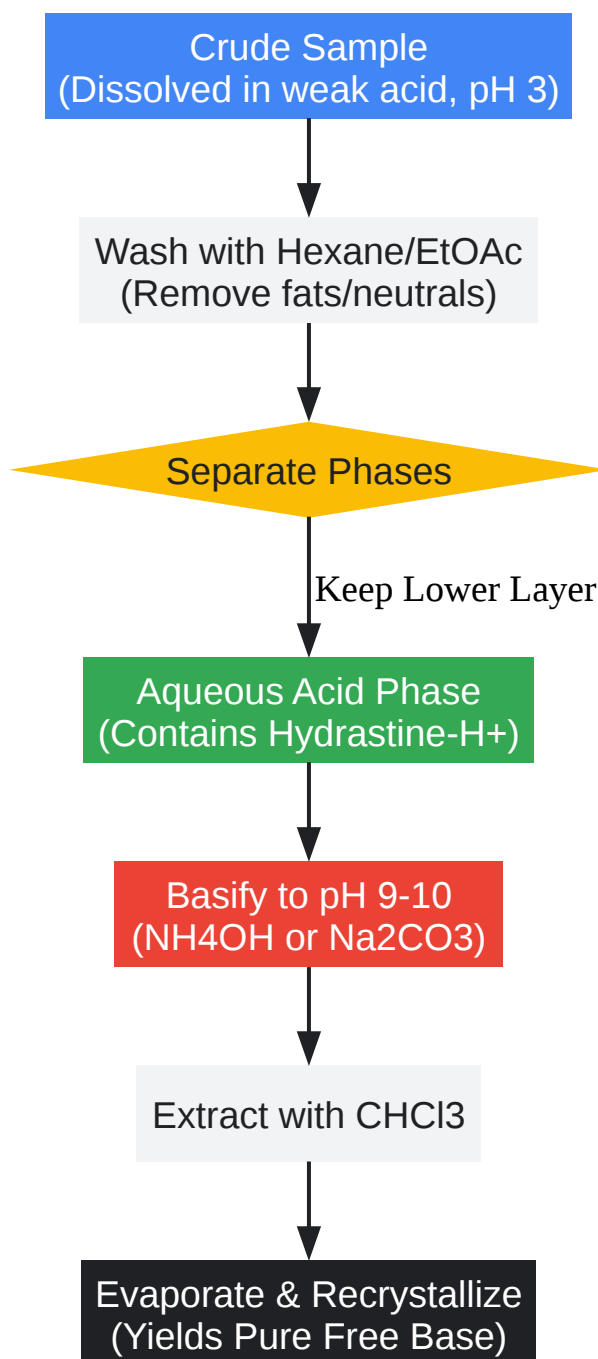 Crude Sample
(Dissolved in weak acid, pH 3)
Wash with Hexane/EtOAc
(Remove fats/neutrals)
Separate Phases
Keep Lower Layer
Aqueous Acid Phase
(Contains Hydrastine-H+)
Basify to pH 9-10
(NH4OH or Na2CO3)
Extract with CHCl3
Evaporate & Recrystallize
(Yields Pure Free Base)